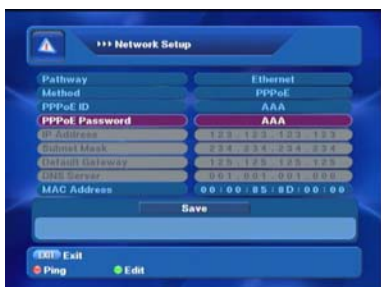 ▸▸▸ Network Setup
Pathway Ethernet
Method PPPoE
PPPoE ID AAA
PPPoE Password AAA
IP Address 123 . 123 . 123 . 123
Subnet Mask 234 . 234 . 234 . 234
Default Gateway 125 . 125 . 125 . 125
DNS Server 001 . 001 . 001 . 000
MAC Address 00 : 00 : 85 : 8D : 00 : 00
Save
EXIT Exit
Ping Edit